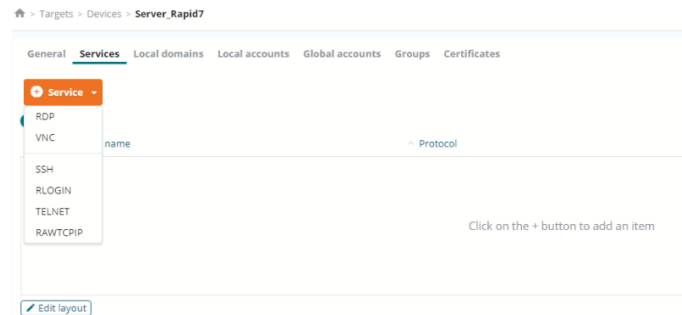 > Targets > Devices > Server_Rapid7
General Services Local domains Local accounts Global accounts Groups Certificates
+ Service
RDP
VNC
name Protocol
SSH
RLOGIN
TELNET
RAWTCPIP
Click on the + button to add an item
Edit layout